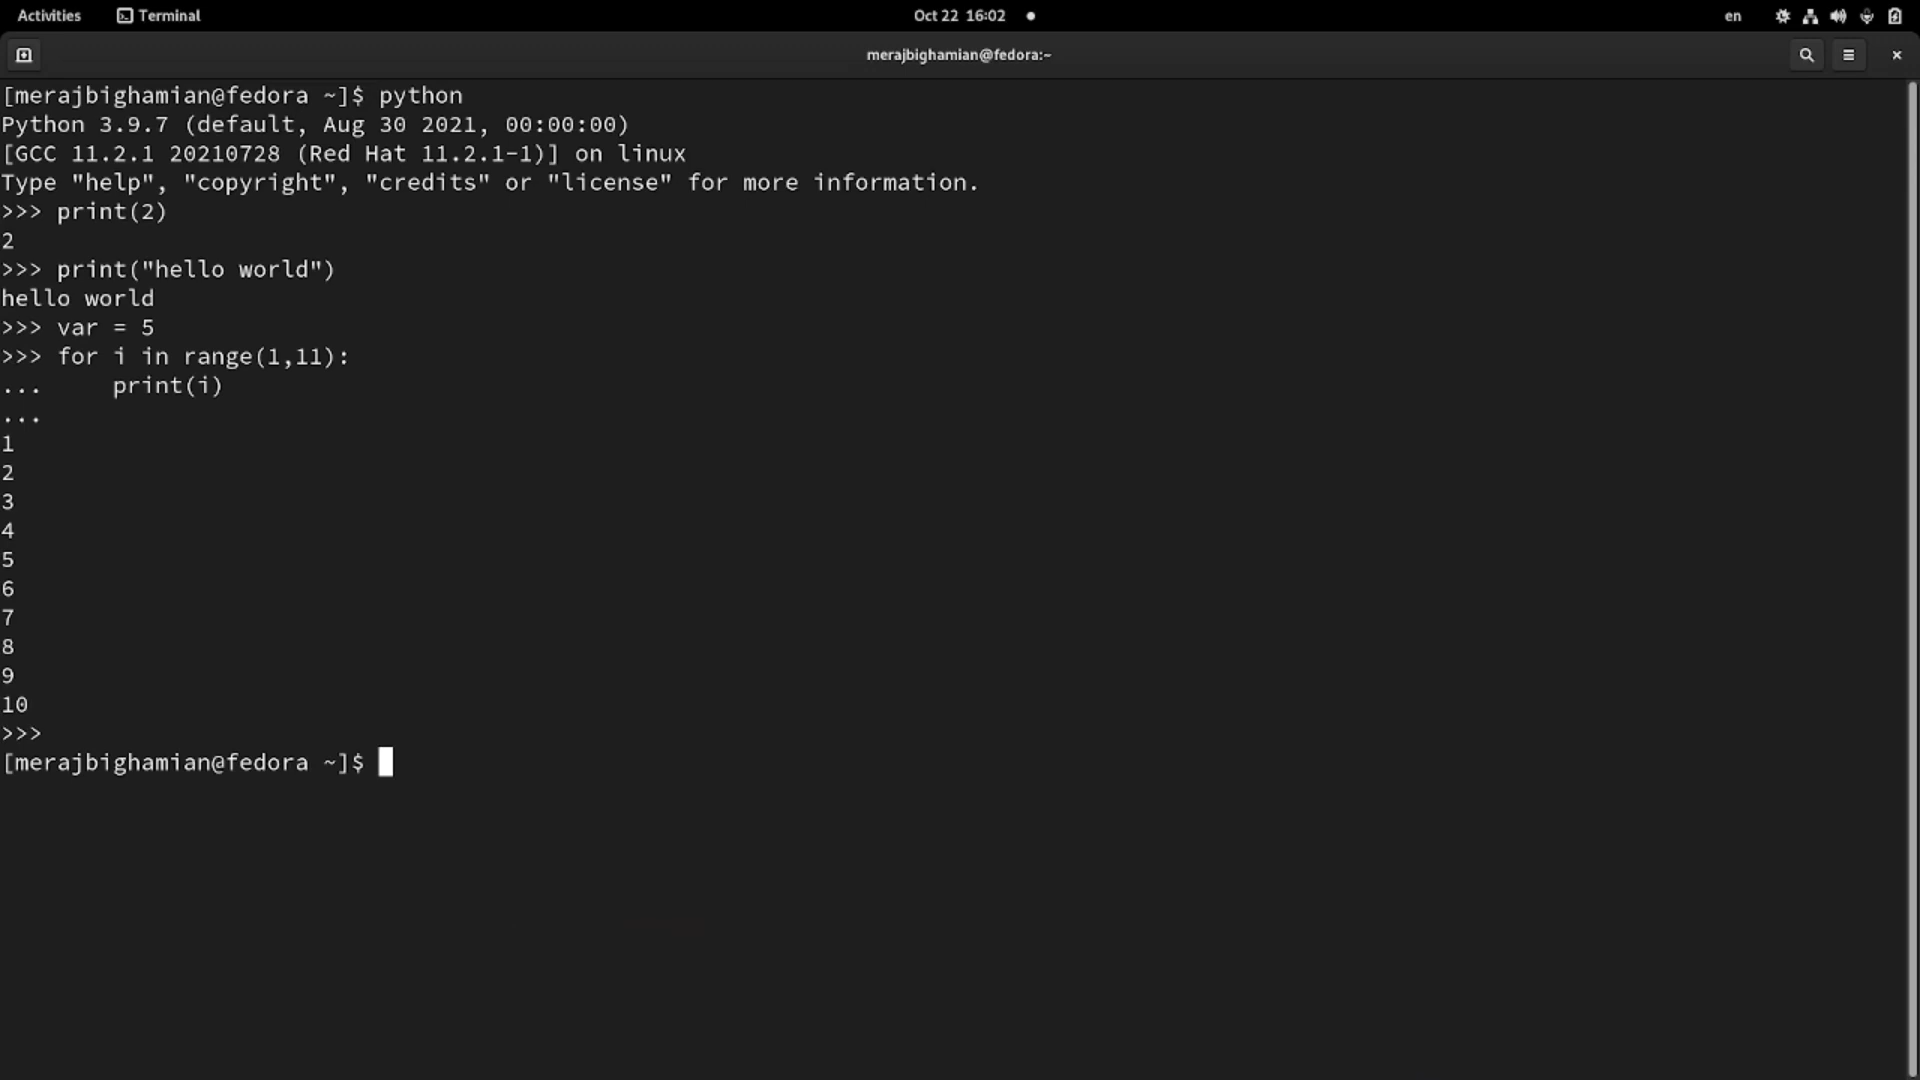 Activities
Terminal
Oct 22 16:02
en
merajbighamian@fedora:~
[merajbighamian@fedora ~]$ python
Python 3.9.7 (default, Aug 30 2021, 00:00:00)
[GCC 11.2.1 20210728 (Red Hat 11.2.1-1)] on linux
Type "help", "copyright", "credits" or "license" for more information.
>>> print(2)
2
>>> print("hello world")
hello world
>>> var = 5
>>> for i in range(1,11):
...     print(i)
...
1
2
3
4
5
6
7
8
9
10
>>>
[merajbighamian@fedora ~]$